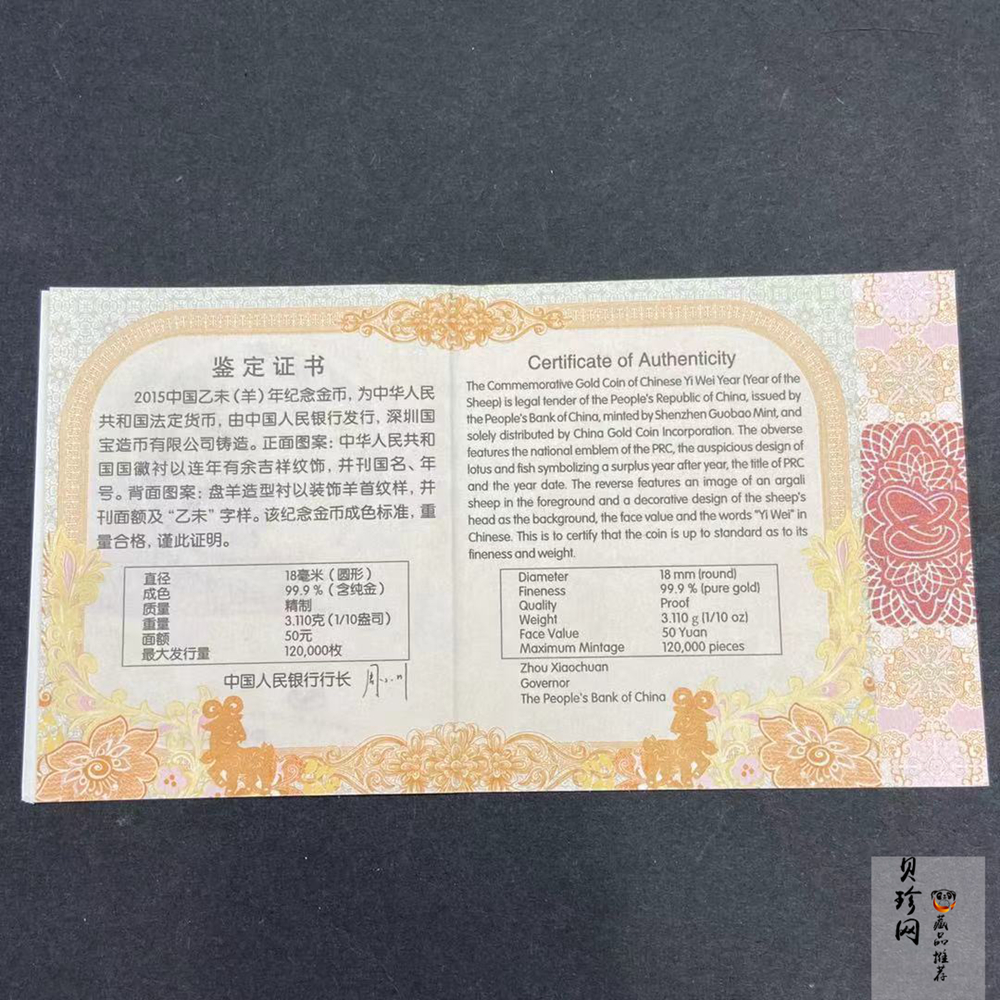 鉴定证书
2015中国乙未(羊)年纪念金币,为中华人民
共和国法定货币,由中国人民银行发行,深圳国
宝造币有限公司铸造。正面图案:中华人民共和
国国徽衬以连年有余吉祥纹饰,并刊国名、年
号。背面图案:盘羊造型衬以装饰羊首纹样,并
刊面额及“乙未”字样。该纪念金币成色标准,重
量合格,谨此证明。
直径 18毫米(圆形)
成色 99.9%(含纯金)
质量 精制
重量 3.110克(1/10盎司)
面额 50元
最大发行量 120,000枚
中国人民银行行长
Certificate of Authenticity
The Commemorative Gold Coin of Chinese Yi Wei Year (Year of the
Sheep) is legal tender of the People's Republic of China, issued by
the People's Bank of China, minted by Shenzhen Guobao Mint, and
solely distributed by China Gold Coin Incorporation. The obverse
features the national emblem of the PRC, the auspicious design of
lotus and fish symbolizing a surplus year after year, the title of PRC
and the year date. The reverse features an image of an argali
sheep in the foreground and a decorative design of the sheep's
head as the background, the face value and the words "Yi Wei" in
Chinese. This is to certify that the coin is up to standard as to its
fineness and weight.
Diameter 18 mm (round)
Fineness 99.9 % (pure gold)
Quality Proof
Weight 3.110 g (1/10 oz)
Face Value 50 Yuan
Maximum Mintage 120,000 pieces
Zhou Xiaochuan
Governor
The People's Bank of China
贝珍网
藏品推荐